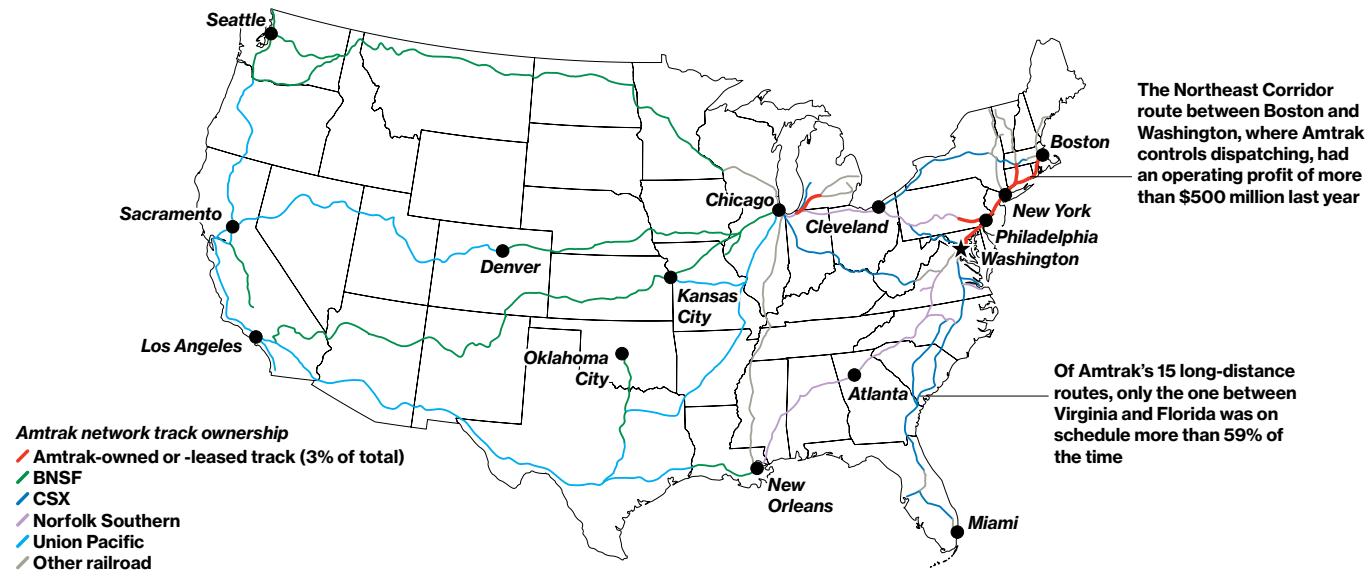 Seattle
The Northeast Corridor
route between Boston and
Washington, where Amtrak
controls dispatching, had
an operating profit of more
than $500 million last year
Boston
Chicago
New York
Sacramento
Cleveland
Philadelphia
Washington
Denver
Kansas
City
Los Angeles
Oklahoma
City
Of Amtrak's 15 long-distance
routes, only the one between
Virginia and Florida was on
schedule more than 59% of
the time
Atlanta
Amtrak network track ownership
Amtrak-owned or -leased track (3% of total)
BNSF
CSX
Norfolk Southern
Union Pacific
Other railroad
New
Orleans
Miami